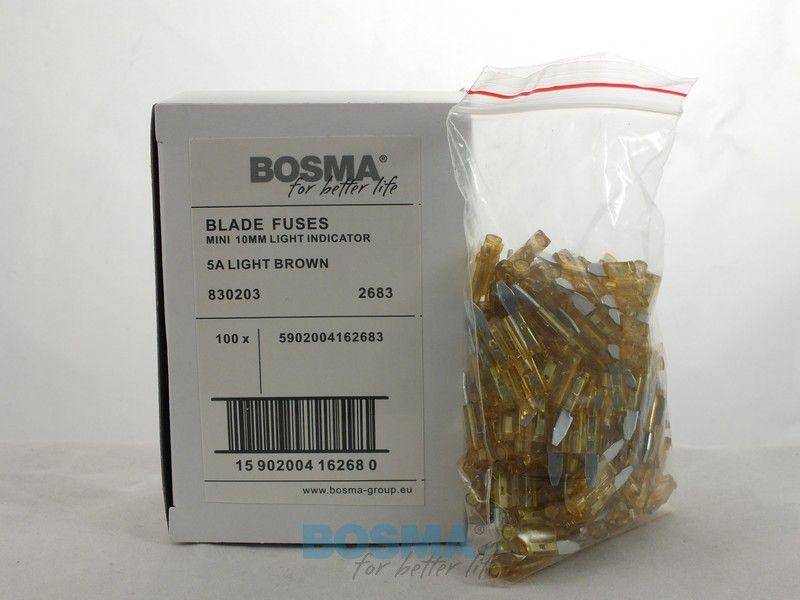 BOSMA®
for better life
BLADE FUSES
MINI 10MM LIGHT INDICATOR
5A LIGHT BROWN
830203 2683
100 x 5902004162683
15 902004 16268 0
www.bosma-group.eu
BOSMA®
for better life